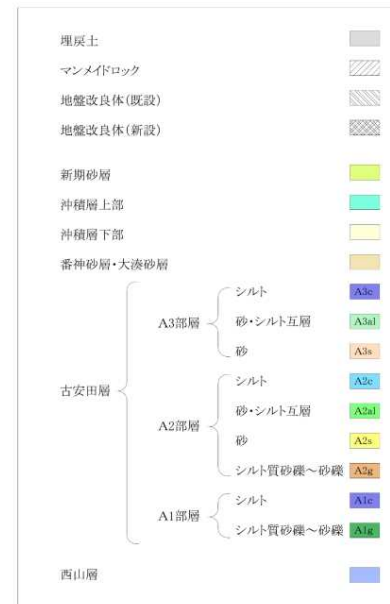 埋戻土
マンメイドロック
地盤改良体(既設)
地盤改良体(新設)
新期砂層
沖積層上部
沖積層下部
番神砂層・大湊砂層
古安田層
A3部層
シルト A3c
砂・シルト互層 A3al
砂 A3s
A2部層
シルト A2c
砂・シルト互層 A2al
砂 A2s
シルト質砂礫～砂礫 A2g
A1部層
シルト A1c
シルト質砂礫～砂礫 A1g
西山層